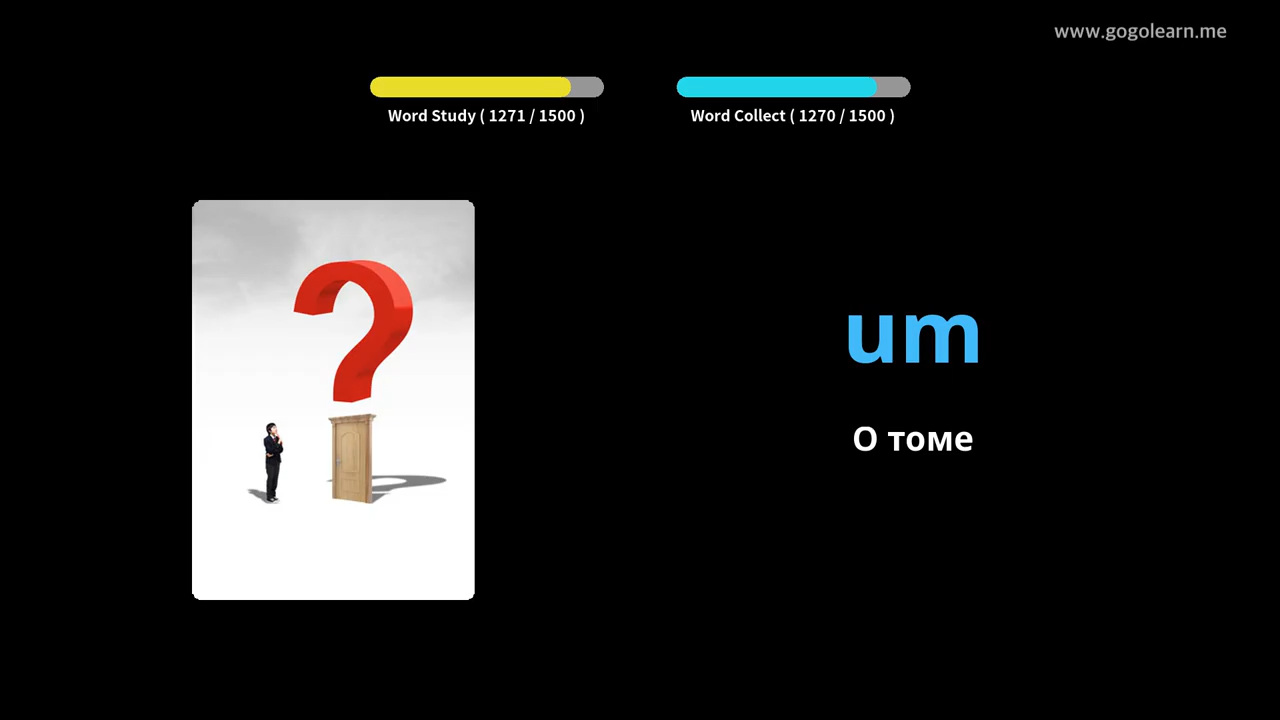 www.gogolearn.me
Word Study ( 1271 / 1500 )
Word Collect ( 1270 / 1500 )
um
О томе